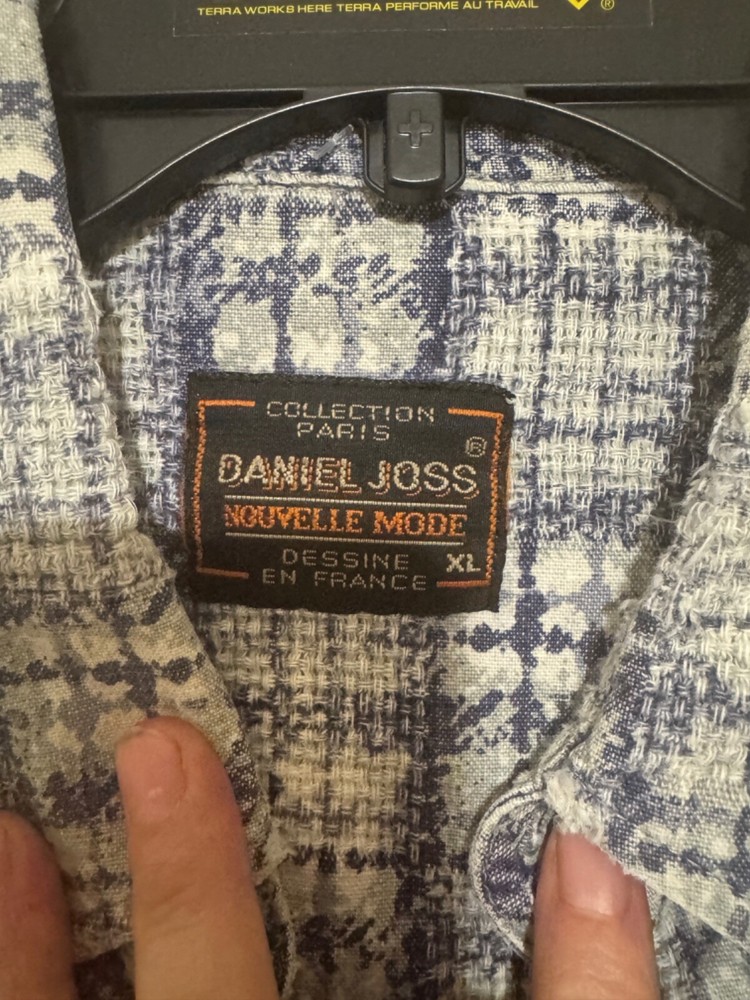 TERRA WORKS HERE TERRA PERFORME AU TRAVAIL ®
COLLECTION
PARIS
DANIEL JOSS ®
NOUVELLE MODE
DESSINE XL
EN FRANCE